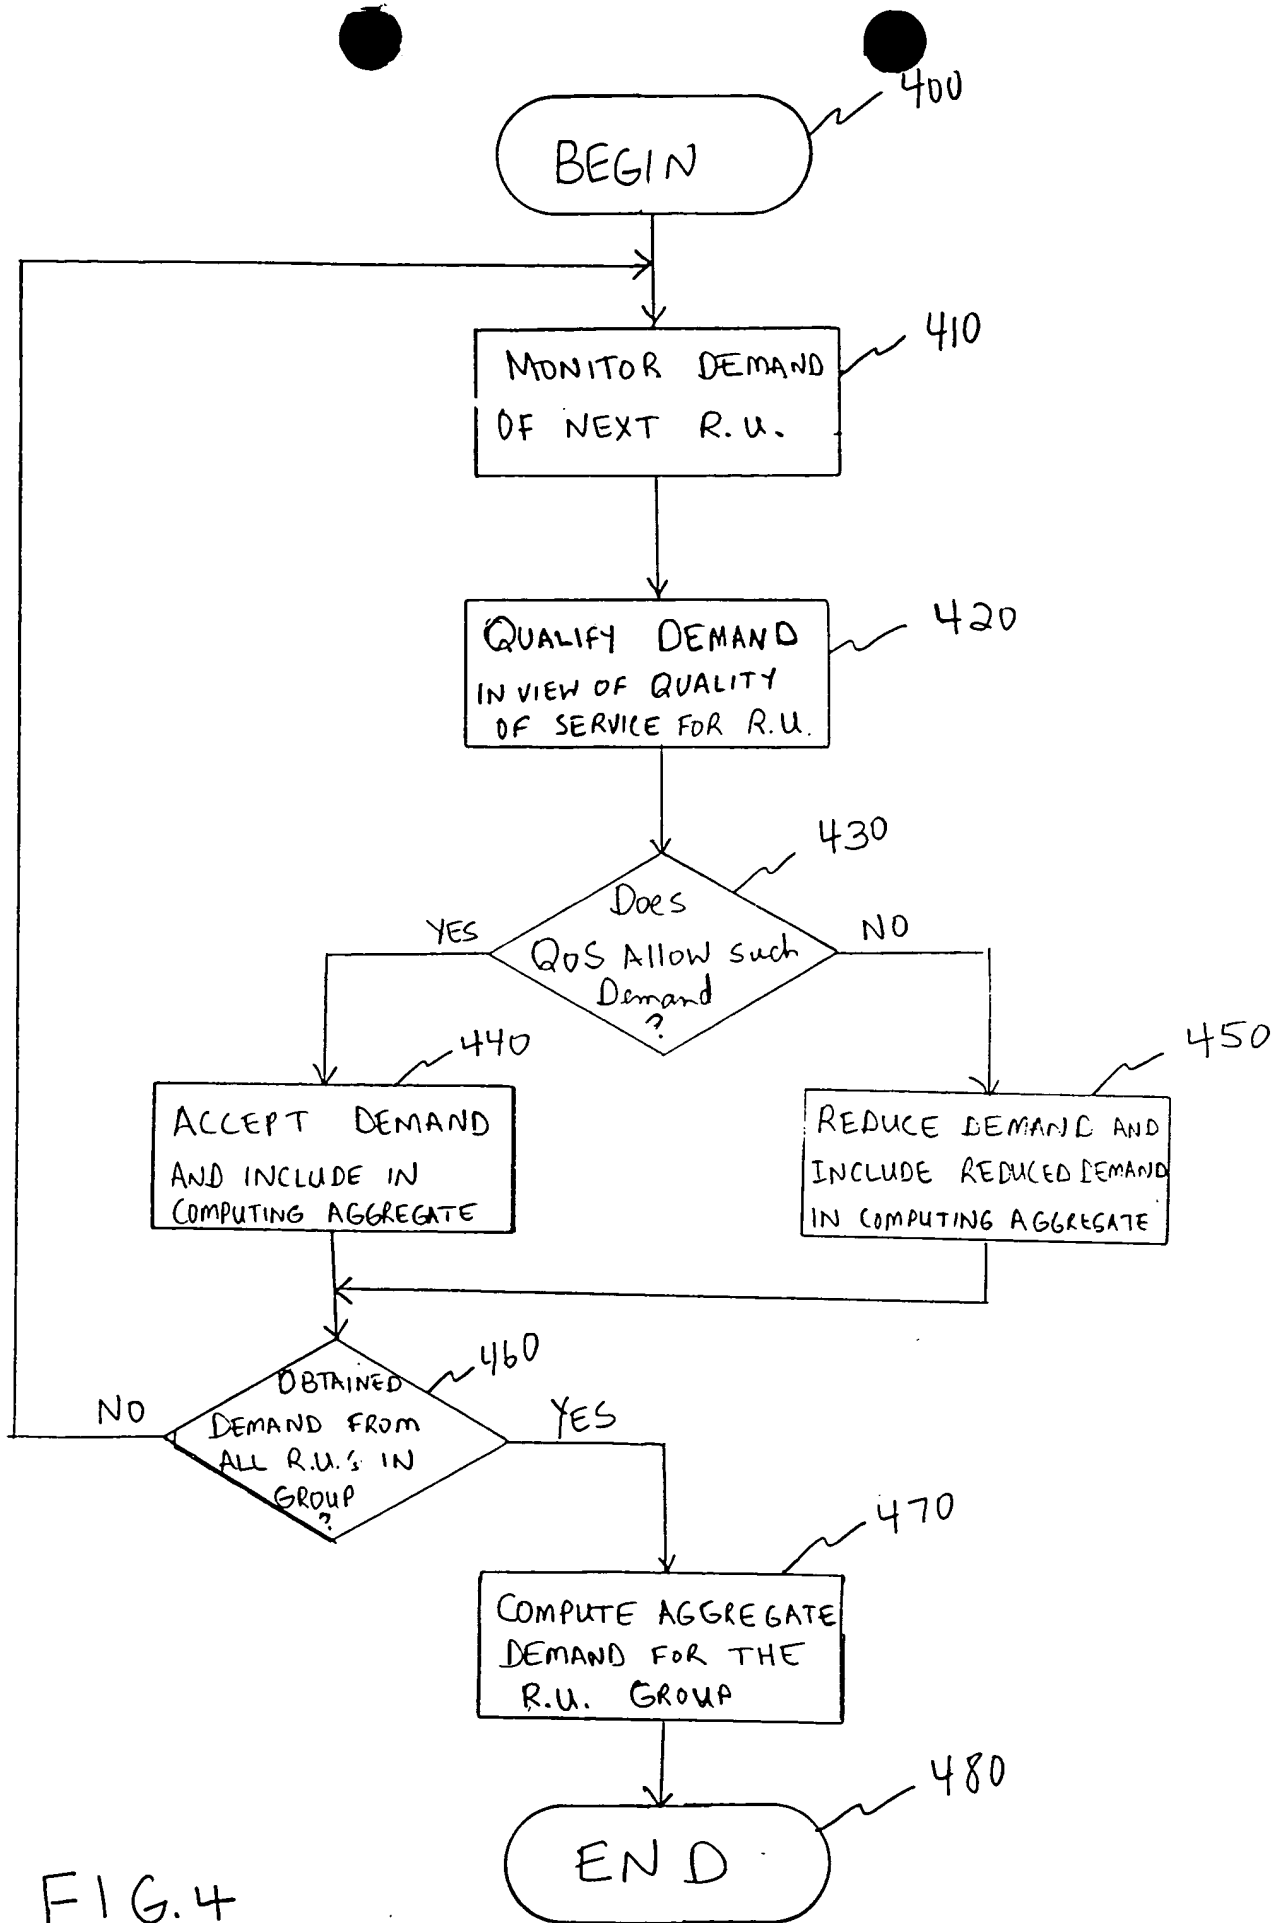 400
BEGIN
410
MONITOR DEMAND
OF NEXT R.U.
420
QUALIFY DEMAND
IN VIEW OF QUALITY
OF SERVICE FOR R.U.
430
Does
QoS Allow such
Demand
?
YES
NO
440
ACCEPT DEMAND
AND INCLUDE IN
COMPUTING AGGREGATE
450
REDUCE DEMAND AND
INCLUDE REDUCED DEMAND
IN COMPUTING AGGREGATE
460
OBTAINED
DEMAND FROM
ALL R.U.'s IN
GROUP
?
NO
YES
470
COMPUTE AGGREGATE
DEMAND FOR THE
R.U. GROUP
480
END
FIG. 4